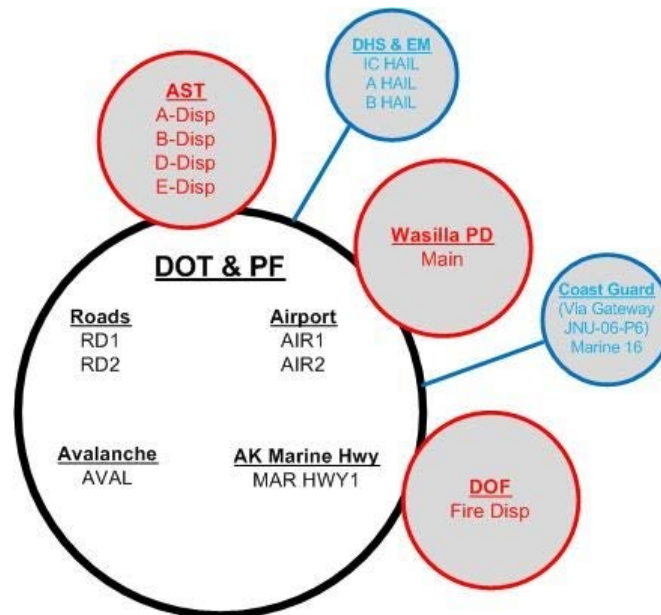 DHS & EM
IC HAIL
A HAIL
B HAIL
AST
A-Disp
B-Disp
D-Disp
E-Disp
Wasilla PD
Main
DOT & PF
Coast Guard
(Via Gateway
JNU-06-P6)
Marine 16
Roads
RD1
RD2
Airport
AIR1
AIR2
Avalanche
AVAL
AK Marine Hwy
MAR HWY1
DOF
Fire Disp